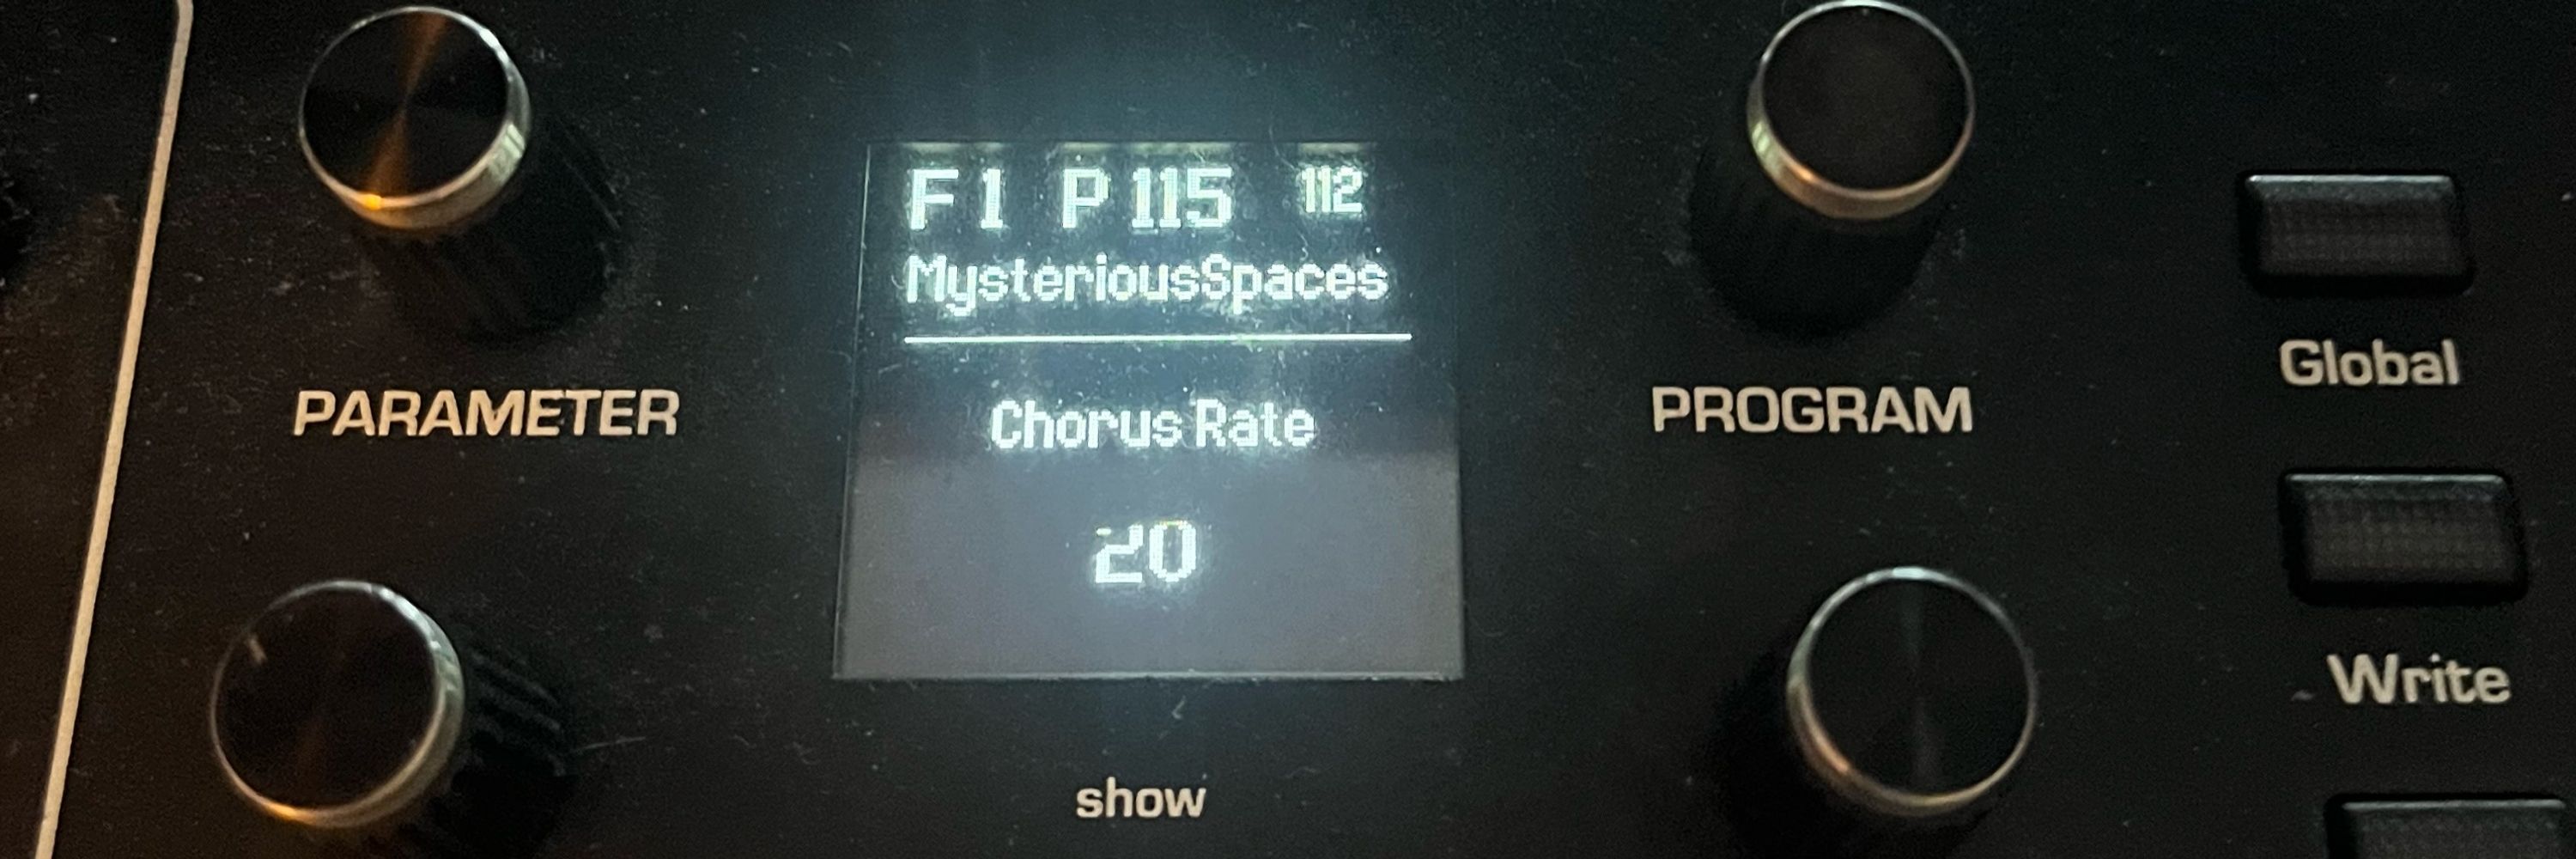 F1 P115 112
MysteriousSpaces
Chorus Rate
20
PARAMETER
PROGRAM
Global
Write
show